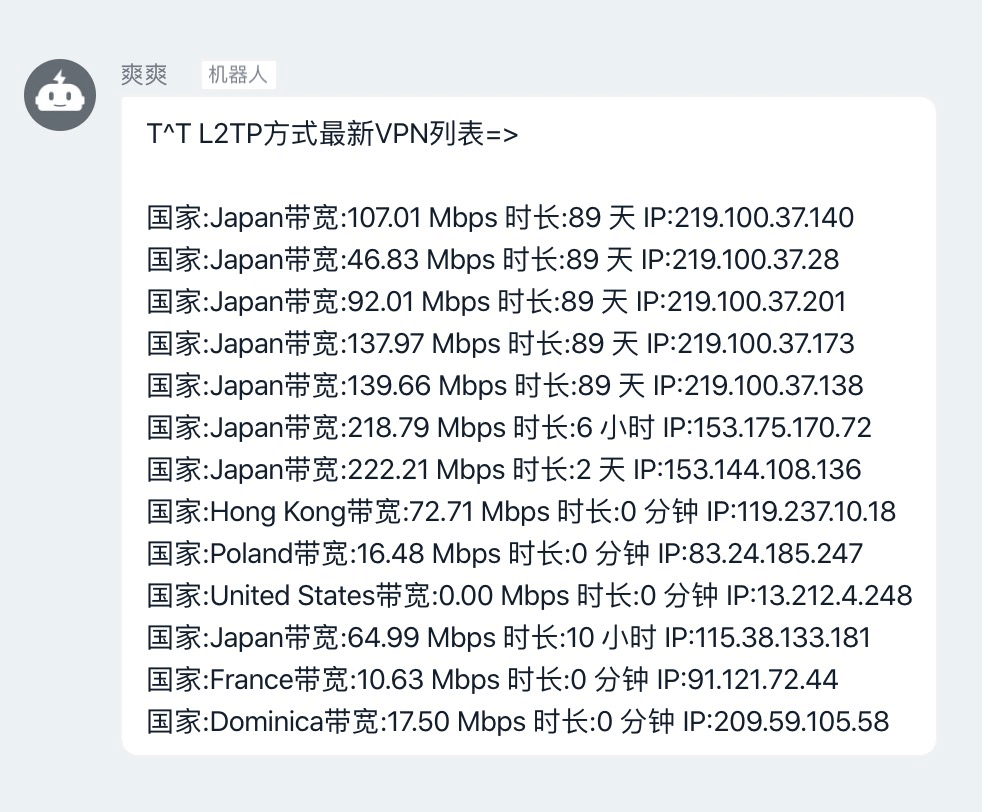 爽爽 机器人
T^T L2TP方式最新VPN列表=>
国家:Japan带宽:107.01 Mbps 时长:89 天 IP:219.100.37.140
国家:Japan带宽:46.83 Mbps 时长:89 天 IP:219.100.37.28
国家:Japan带宽:92.01 Mbps 时长:89 天 IP:219.100.37.201
国家:Japan带宽:137.97 Mbps 时长:89 天 IP:219.100.37.173
国家:Japan带宽:139.66 Mbps 时长:89 天 IP:219.100.37.138
国家:Japan带宽:218.79 Mbps 时长:6 小时 IP:153.175.170.72
国家:Japan带宽:222.21 Mbps 时长:2 天 IP:153.144.108.136
国家:Hong Kong带宽:72.71 Mbps 时长:0 分钟 IP:119.237.10.18
国家:Poland带宽:16.48 Mbps 时长:0 分钟 IP:83.24.185.247
国家:United States带宽:0.00 Mbps 时长:0 分钟 IP:13.212.4.248
国家:Japan带宽:64.99 Mbps 时长:10 小时 IP:115.38.133.181
国家:France带宽:10.63 Mbps 时长:0 分钟 IP:91.121.72.44
国家:Dominica带宽:17.50 Mbps 时长:0 分钟 IP:209.59.105.58